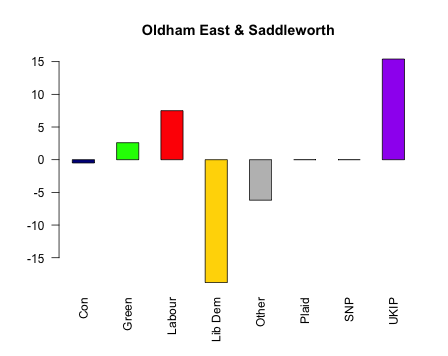 Oldham East & Saddleworth
15
10
5
0
-5
-10
-15
Con
Green
Labour
Lib Dem
Other
Plaid
SNP
UKIP